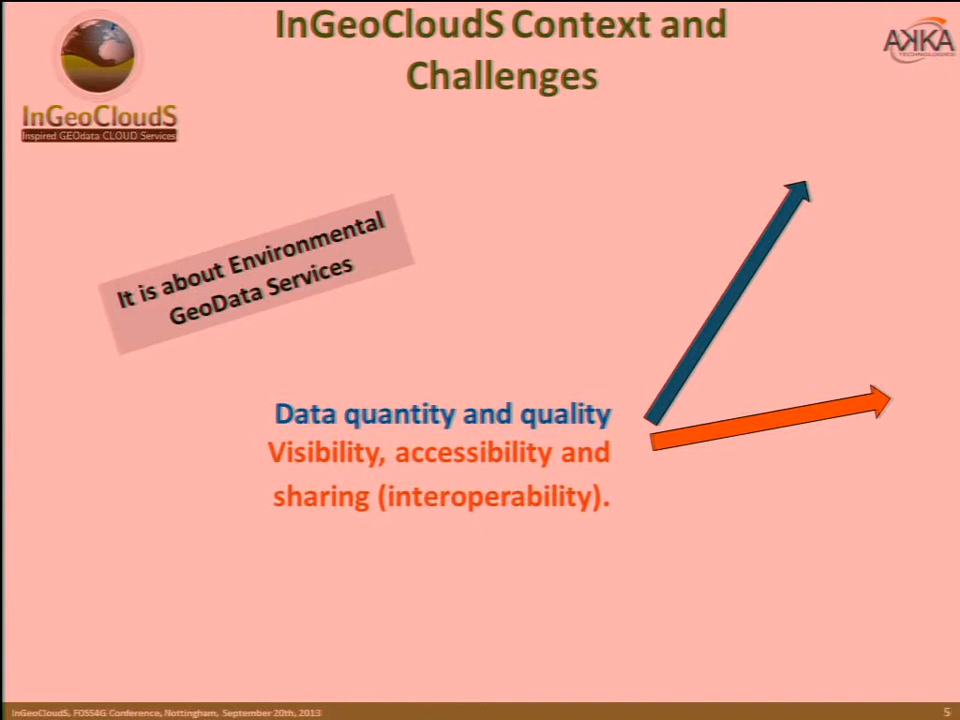 InGeoCloudS Context and
Challenges
InGeoCloudS
Inspired GEOdata CLOUD Services
AKKA
TECHNOLOGIES
It is about Environmental
GeoData Services
Data quantity and quality
Visibility, accessibility and
sharing (interoperability).
InGeoCloudS, FOSS4G Conference, Nottingham, September 20th, 2013
5